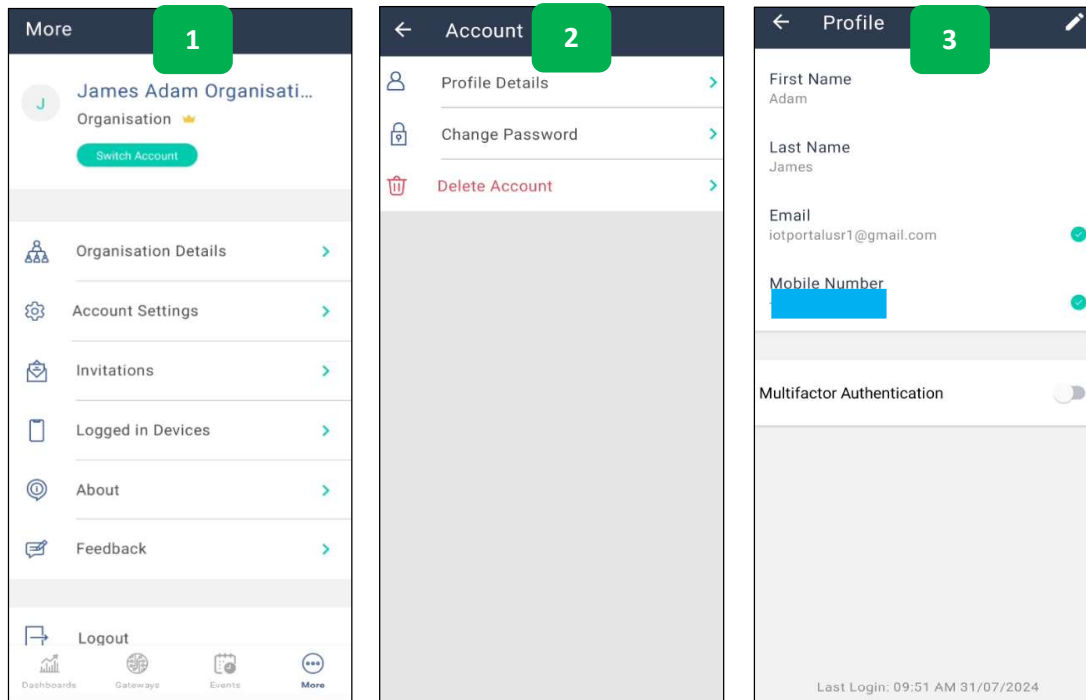 More
1
J
James Adam Organisati...
Organisation
Switch Account
Organisation Details
Account Settings
Invitations
Logged in Devices
About
Feedback
Logout
Dashboards
Gateways
Events
More
Account
2
Profile Details
Change Password
Delete Account
Profile
3
First Name
Adam
Last Name
James
Email
iotportalusr1@gmail.com
Mobile Number
Multifactor Authentication
Last Login: 09:51 AM 31/07/2024